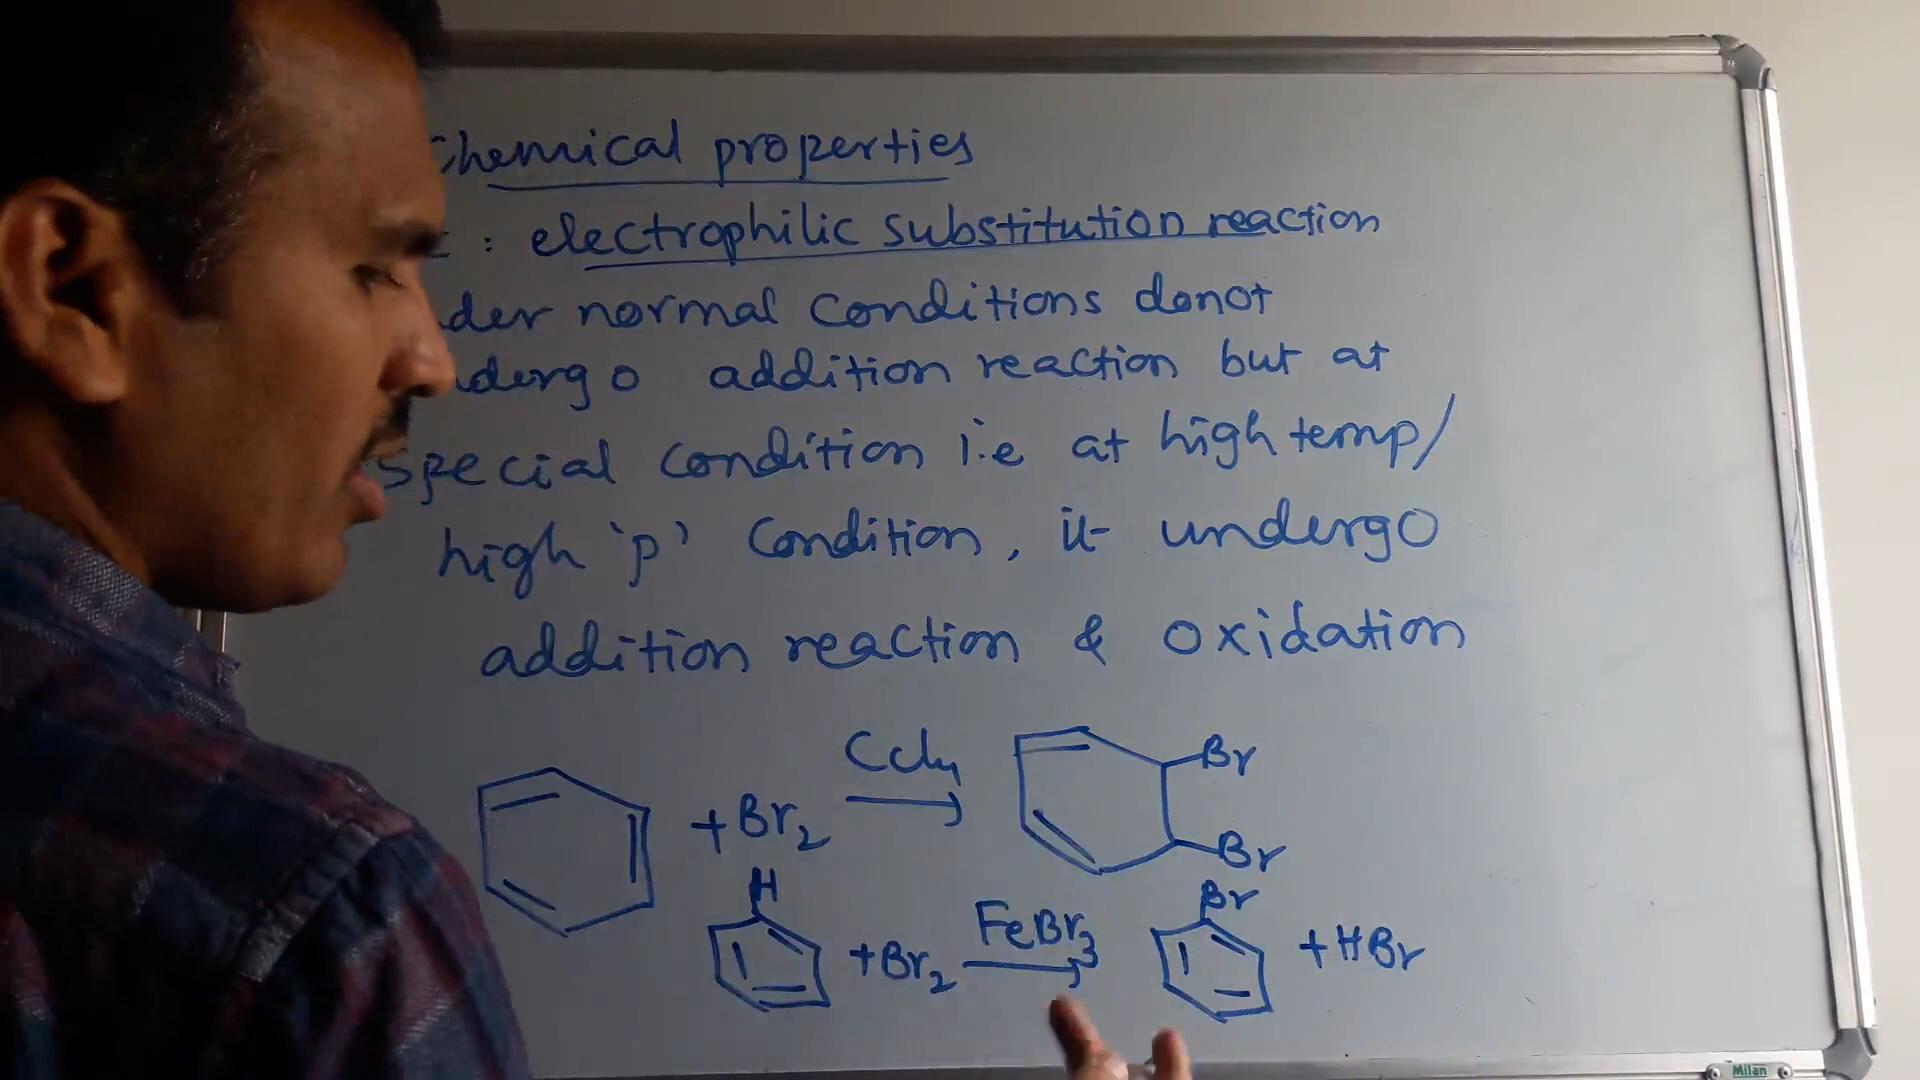 chemical properties
: electrophilic substitution reaction
der normal conditions donot
dergo addition reaction but at
special condition i.e at high temp/
high 'p' condition, it undergo
addition reaction & oxidation
+Br₂ CCl₄ Br
Br
H +Br₂ FeBr₃ Br +HBr
Milan